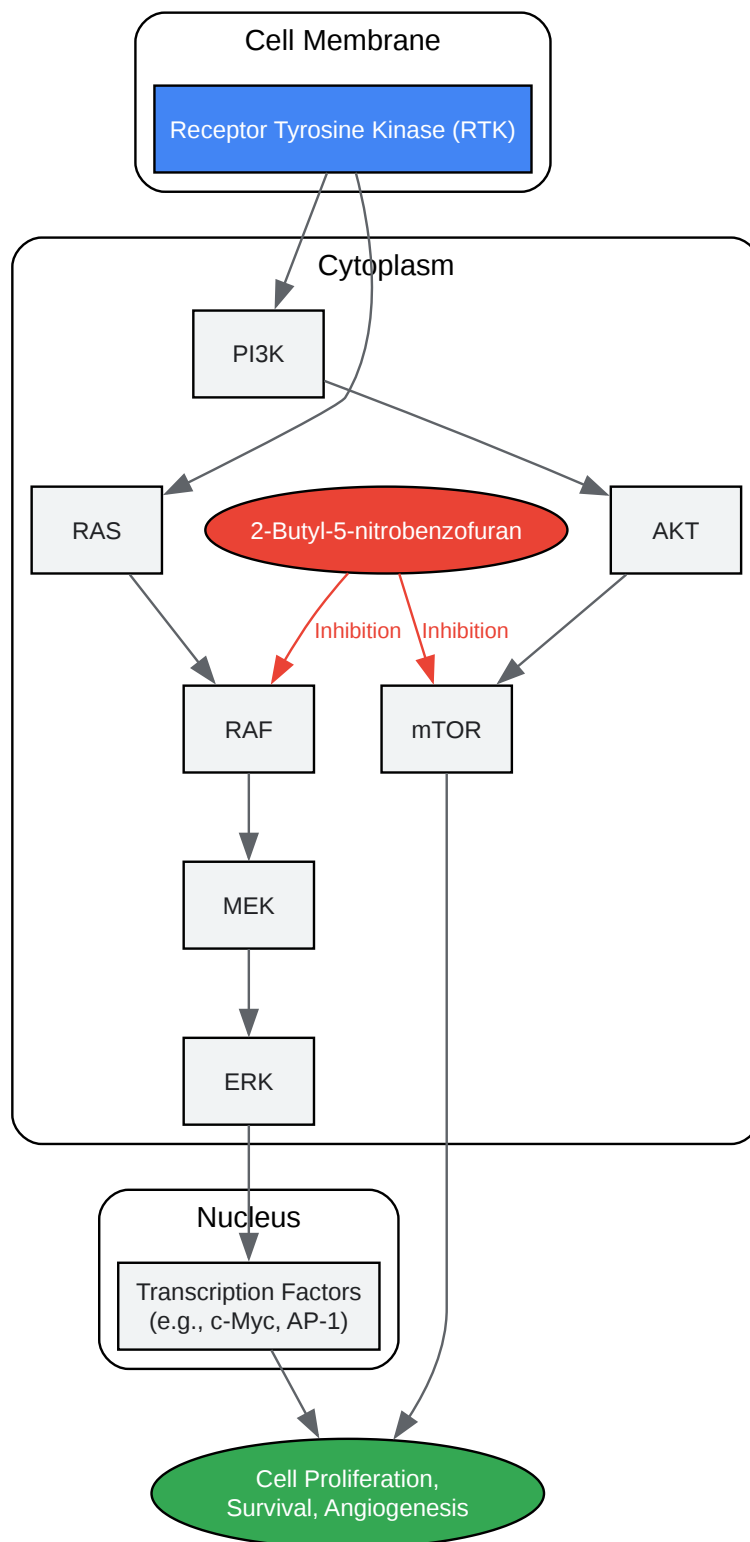 Cell Membrane
Receptor Tyrosine Kinase (RTK)
Cytoplasm
PI3K
RAS
2-Butyl-5-nitrobenzofuran
AKT
Inhibition
Inhibition
RAF
mTOR
MEK
ERK
Nucleus
Transcription Factors
(e.g., c-Myc, AP-1)
Cell Proliferation,
Survival, Angiogenesis